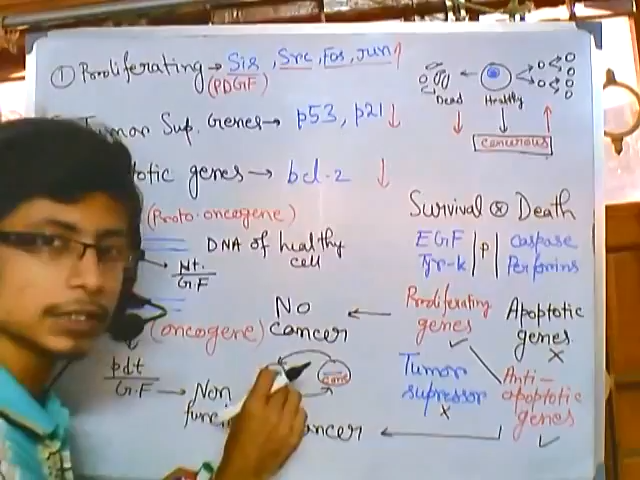 ① Proliferating → Sis, Src, Fos, Jun ↑
(PDGF)
Tumor Sup. Genes → p53, p21 ↓
otic genes → bcl-2 ↓
Dead
Healthy
cancerous
(Proto-oncogene)
DNA of healthy
cell
Nt.
G.F
(oncogene)
pdt
G.F → Non
func
No
cancer
ancer
Survival ⊗ Death
EGF | P | caspase
Tyr-k Perforins
Proliferating
genes
✓
Apoptotic
genes
x
Tumor
supressor
x
Anti-
apoptotic
genes
✓